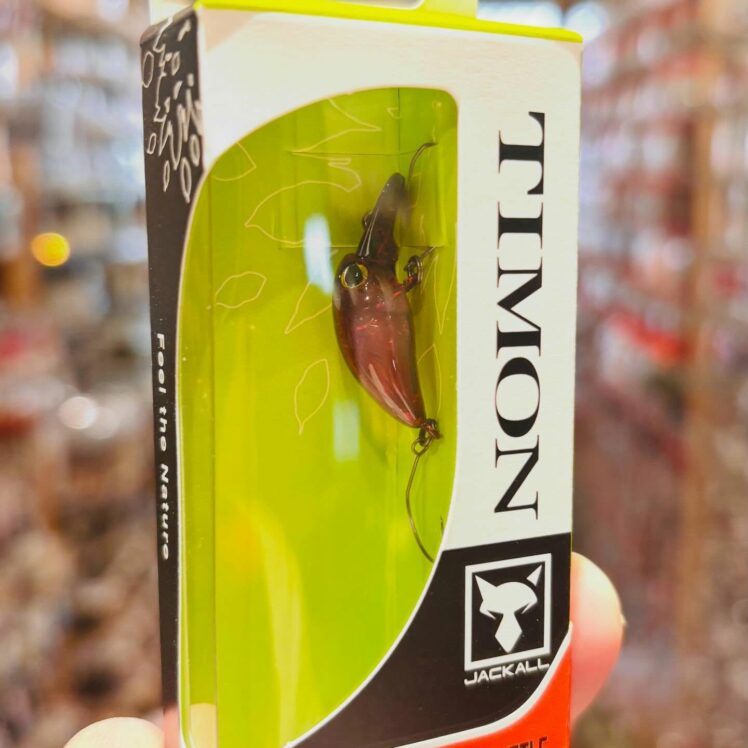 TIMON
JACKALL
Feel the Nature